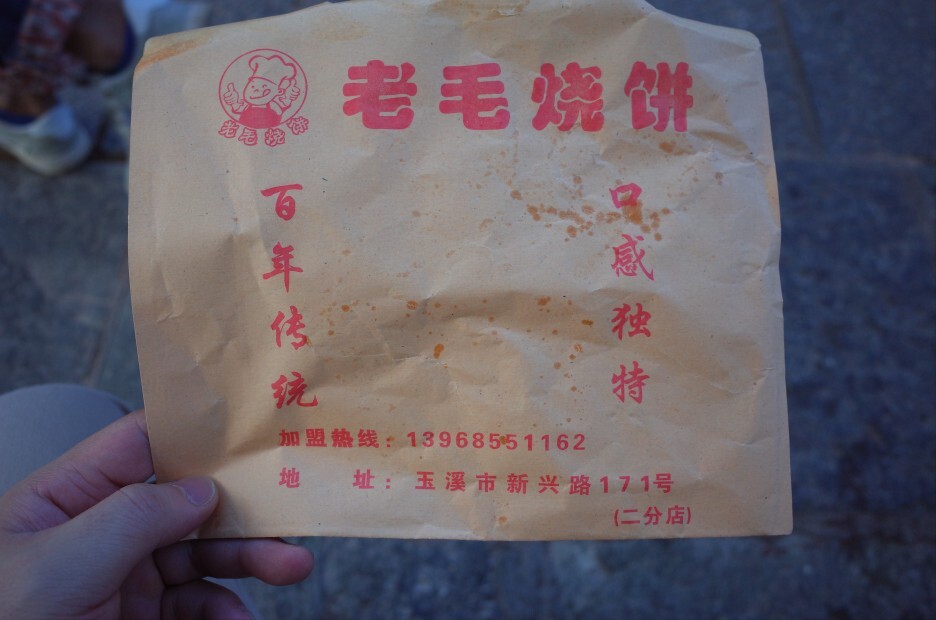 老毛烧饼
老毛烧饼
百年传统
口感独特
加盟热线：13968551162
地 址：玉溪市新兴路171号
(二分店)